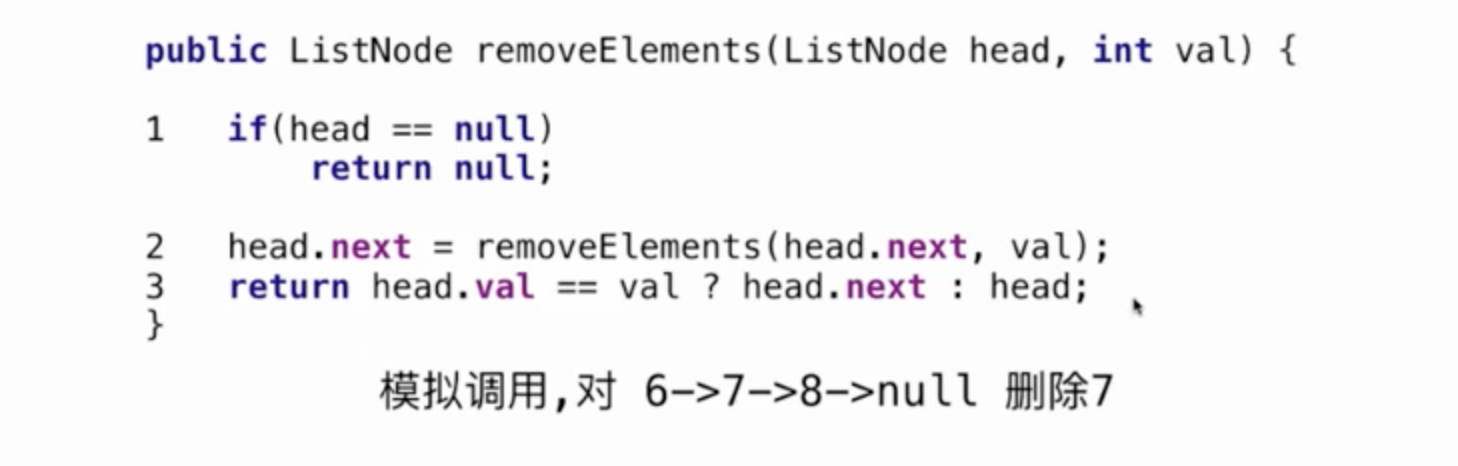 public ListNode removeElements(ListNode head, int val) {
1 if(head == null)
return null;
2 head.next = removeElements(head.next, val);
3 return head.val == val ? head.next : head;
}
模拟调用,对 6->7->8->null 删除7